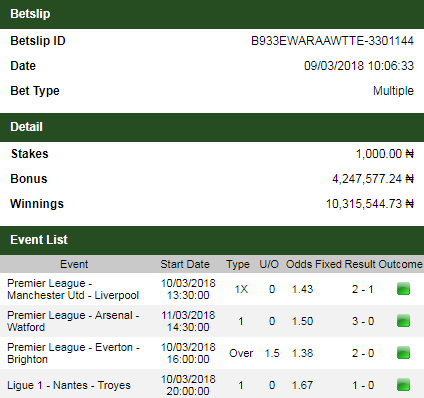 Betslip
Betslip ID B933EWARAAWTTE-3301144
Date 09/03/2018 10:06:33
Bet Type Multiple
Detail
Stakes 1,000.00 ₦
Bonus 4,247,577.24 ₦
Winnings 10,315,544.73 ₦
Event List
Event Start Date Type U/O Odds Fixed Result Outcome
Premier League - Manchester Utd - Liverpool 10/03/2018 13:30:00 1X 0 1.43 2 - 1
Premier League - Arsenal - Watford 11/03/2018 14:30:00 1 0 1.50 3 - 0
Premier League - Everton - Brighton 10/03/2018 16:00:00 Over 1.5 1.38 2 - 0
Ligue 1 - Nantes - Troyes 10/03/2018 20:00:00 1 0 1.67 1 - 0